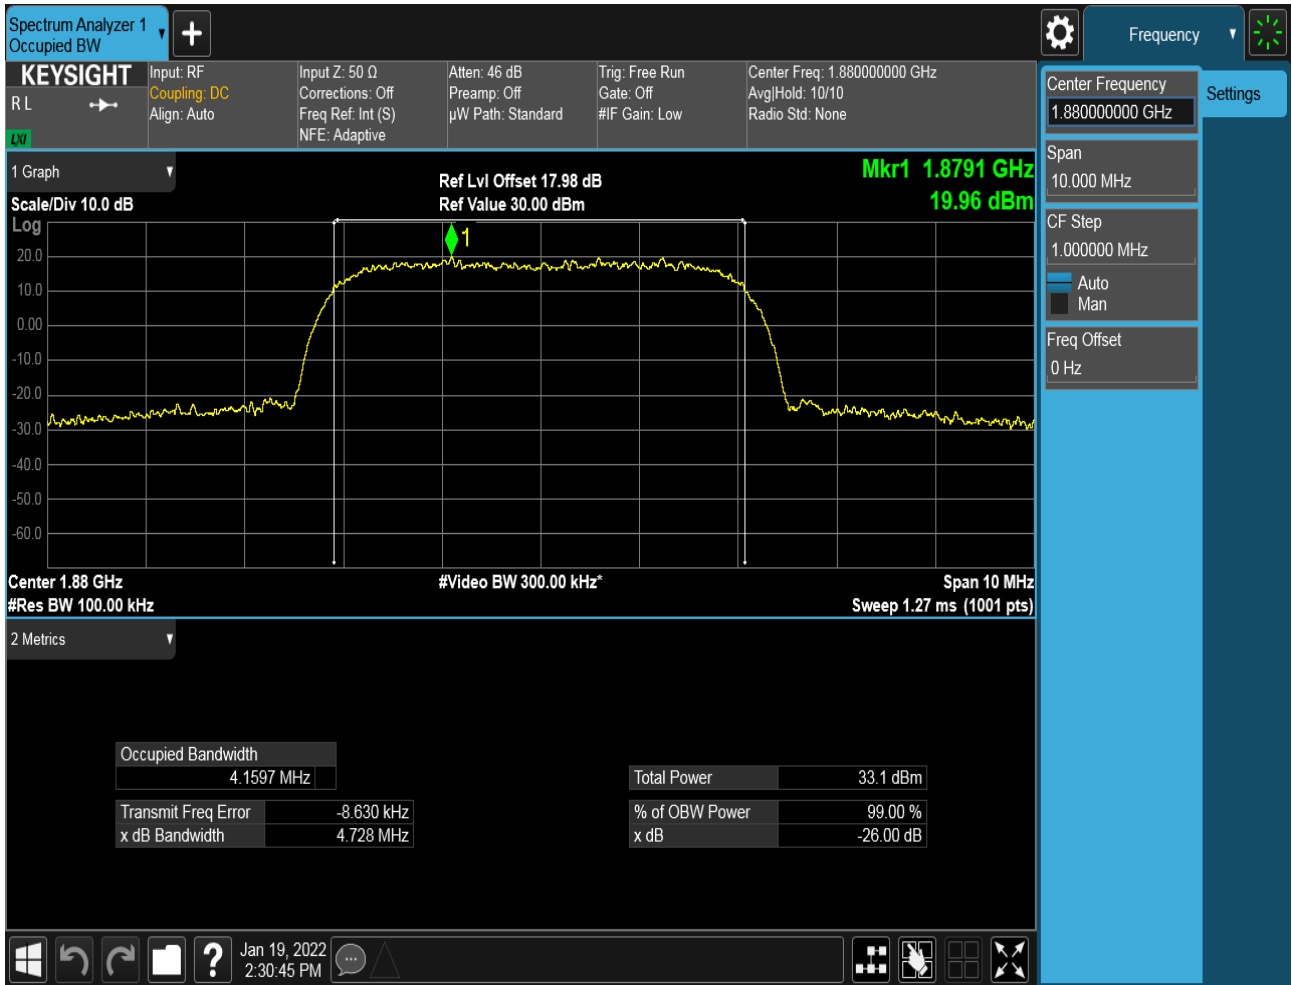 Spectrum Analyzer 1
Occupied BW
Frequency
KEYSIGHT
R L
LXI
Input: RF
Coupling: DC
Align: Auto
Input Z: 50 Ω
Corrections: Off
Freq Ref: Int (S)
NFE: Adaptive
Atten: 46 dB
Preamp: Off
µW Path: Standard
Trig: Free Run
Gate: Off
#IF Gain: Low
Center Freq: 1.880000000 GHz
Avg|Hold: 10/10
Radio Std: None
Center Frequency
1.880000000 GHz
Settings
Span
10.000 MHz
CF Step
1.000000 MHz
Auto
Man
Freq Offset
0 Hz
1 Graph
Scale/Div 10.0 dB
Ref Lvl Offset 17.98 dB
Ref Value 30.00 dBm
Mkr1 1.8791 GHz
19.96 dBm
Log
1
20.0
10.0
0.00
-10.0
-20.0
-30.0
-40.0
-50.0
-60.0
Center 1.88 GHz
#Video BW 300.00 kHz*
Span 10 MHz
#Res BW 100.00 kHz
Sweep 1.27 ms (1001 pts)
2 Metrics
Occupied Bandwidth
4.1597 MHz
Total Power 33.1 dBm
Transmit Freq Error -8.630 kHz
% of OBW Power 99.00 %
x dB Bandwidth 4.728 MHz
x dB -26.00 dB
?
Jan 19, 2022
2:30:45 PM